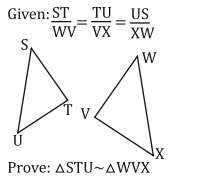 Given: ST/WV = TU/VX = US/XW
S
W
T
V
U
X
Prove: △STU~△WVX